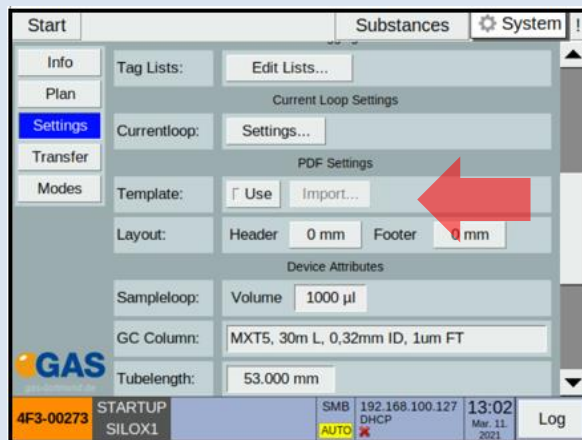 Start Substances System !
Info
Plan
Settings
Transfer
Modes
Tag Lists: Edit Lists...
Current Loop Settings
Currentloop: Settings...
PDF Settings
Template: Use Import...
Layout: Header 0 mm Footer 0 mm
Device Attributes
Sampleloop: Volume 1000 µl
GC Column: MXT5, 30m L, 0,32mm ID, 1um FT
Tubelength: 53.000 mm
GAS
4F3-00273 STARTUP SILOX1
SMB AUTO
192.168.100.127
DHCP
13:02
Mar. 11.
2021
Log